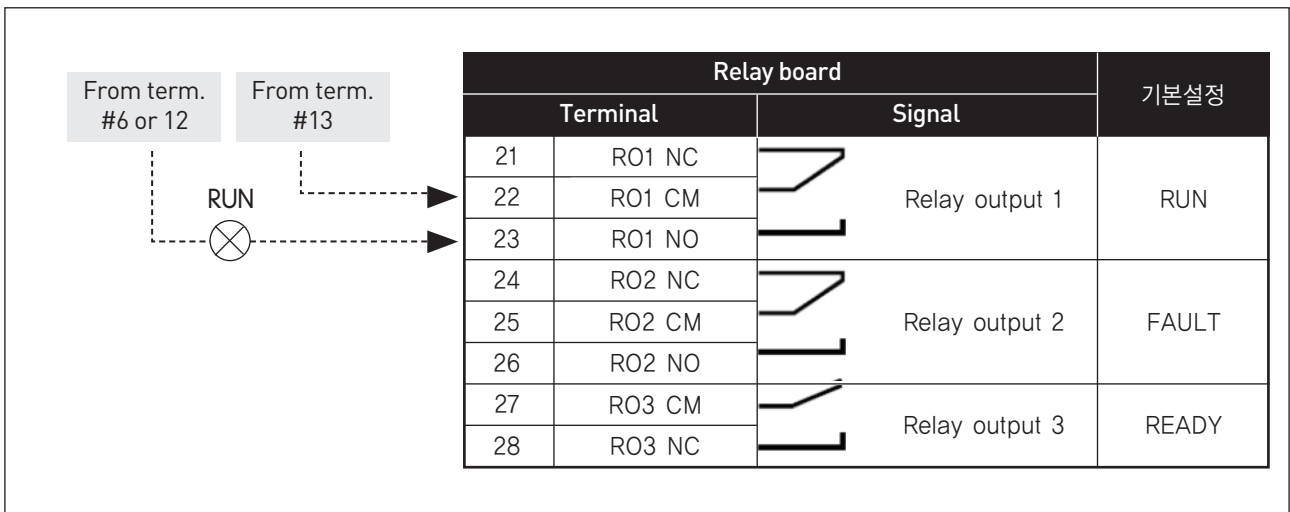 From term.
#6 or 12
From term.
#13
RUN
Relay board
기본설정
Terminal
Signal
21 RO1 NC
22 RO1 CM
23 RO1 NO
Relay output 1
RUN
24 RO2 NC
25 RO2 CM
26 RO2 NO
Relay output 2
FAULT
27 RO3 CM
28 RO3 NC
Relay output 3
READY